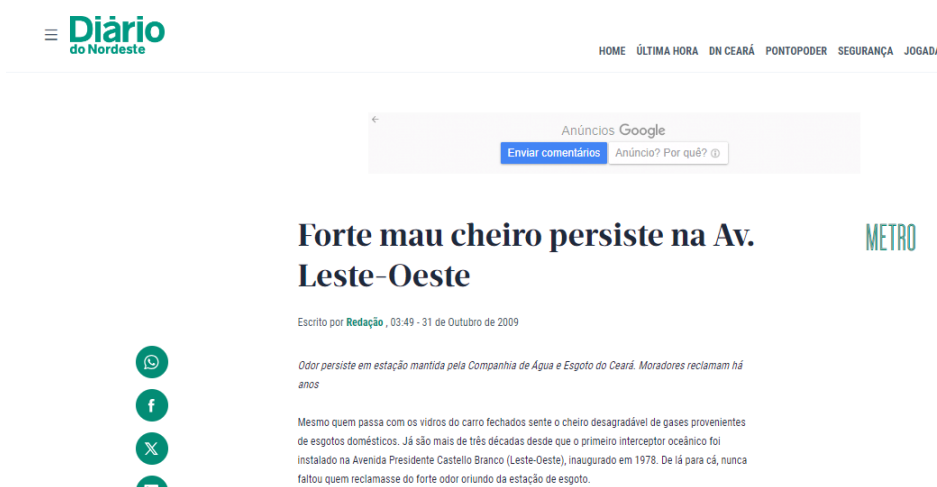 Diário
do Nordeste
HOME ÚLTIMA HORA DN CEARÁ PONTOPODER SEGURANÇA JOGADA
Anúncios Google
Enviar comentários Anúncio? Por quê?
Forte mau cheiro persiste na Av.
Leste-Oeste
METRO
Escrito por Redação , 03:49 - 31 de Outubro de 2009
Odor persiste em estação mantida pela Companhia de Água e Esgoto do Ceará. Moradores reclamam há
anos
Mesmo quem passa com os vidros do carro fechados sente o cheiro desagradável de gases provenientes
de esgotos domésticos. Já são mais de três décadas desde que o primeiro interceptor oceânico foi
instalado na Avenida Presidente Castello Branco (Leste-Oeste), inaugurado em 1978. De lá para cá, nunca
faltou quem reclamasse do forte odor oriundo da estação de esgoto.